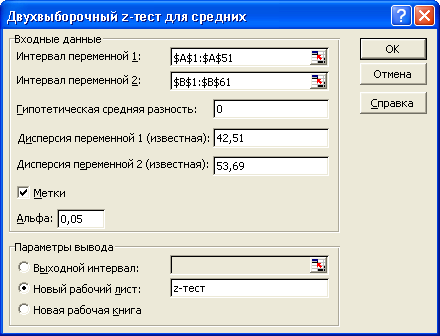 Двухвыборочный z-тест для средних
Входные данные
Интервал переменной 1: $A$1:$A$51
Интервал переменной 2: $B$1:$B$61
Гипотетическая средняя разность: 0
Дисперсия переменной 1 (известная): 42,51
Дисперсия переменной 2 (известная): 53,69
Метки
Альфа: 0,05
OK
Отмена
Справка
Параметры вывода
Выходной интервал:
Новый рабочий лист: z-тест
Новая рабочая книга